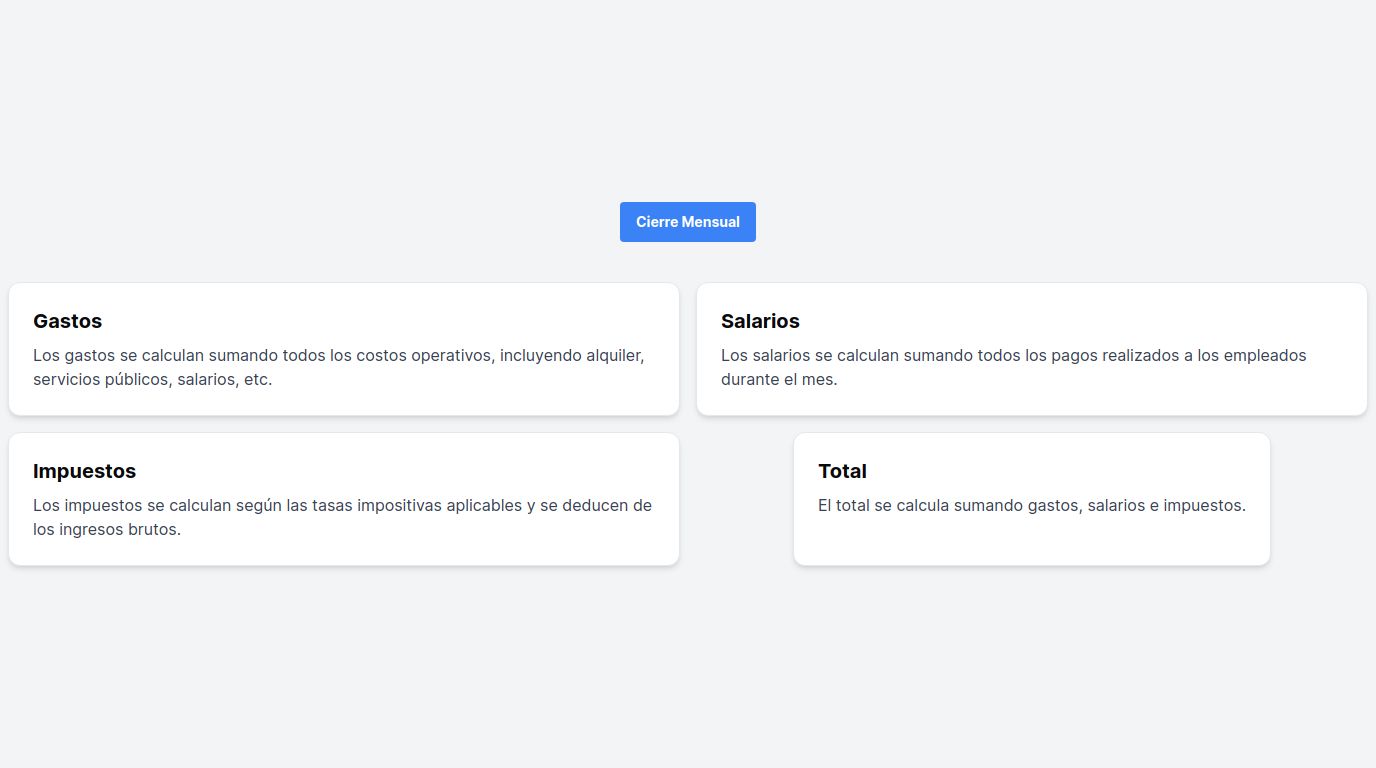 Cierre Mensual
Gastos
Los gastos se calculan sumando todos los costos operativos, incluyendo alquiler,
servicios públicos, salarios, etc.
Salarios
Los salarios se calculan sumando todos los pagos realizados a los empleados
durante el mes.
Impuestos
Los impuestos se calculan según las tasas impositivas aplicables y se deducen de
los ingresos brutos.
Total
El total se calcula sumando gastos, salarios e impuestos.